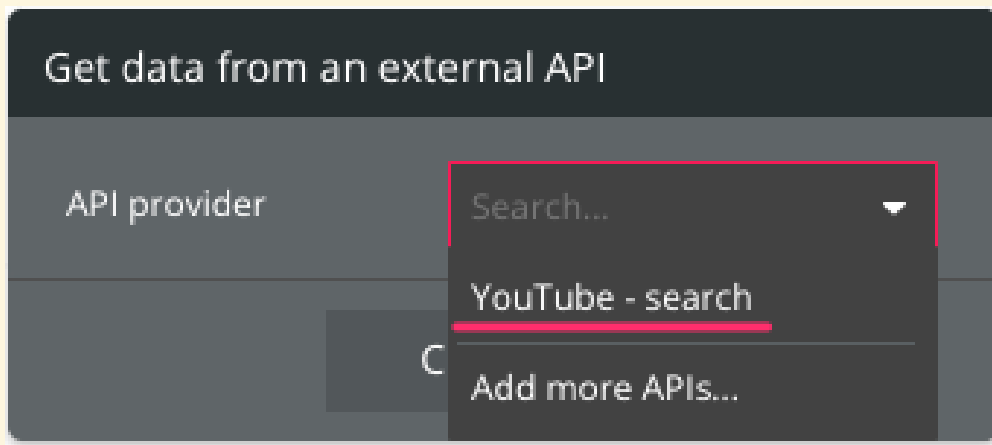 Get data from an external API
API provider
Search...
YouTube - search
Add more APIs...